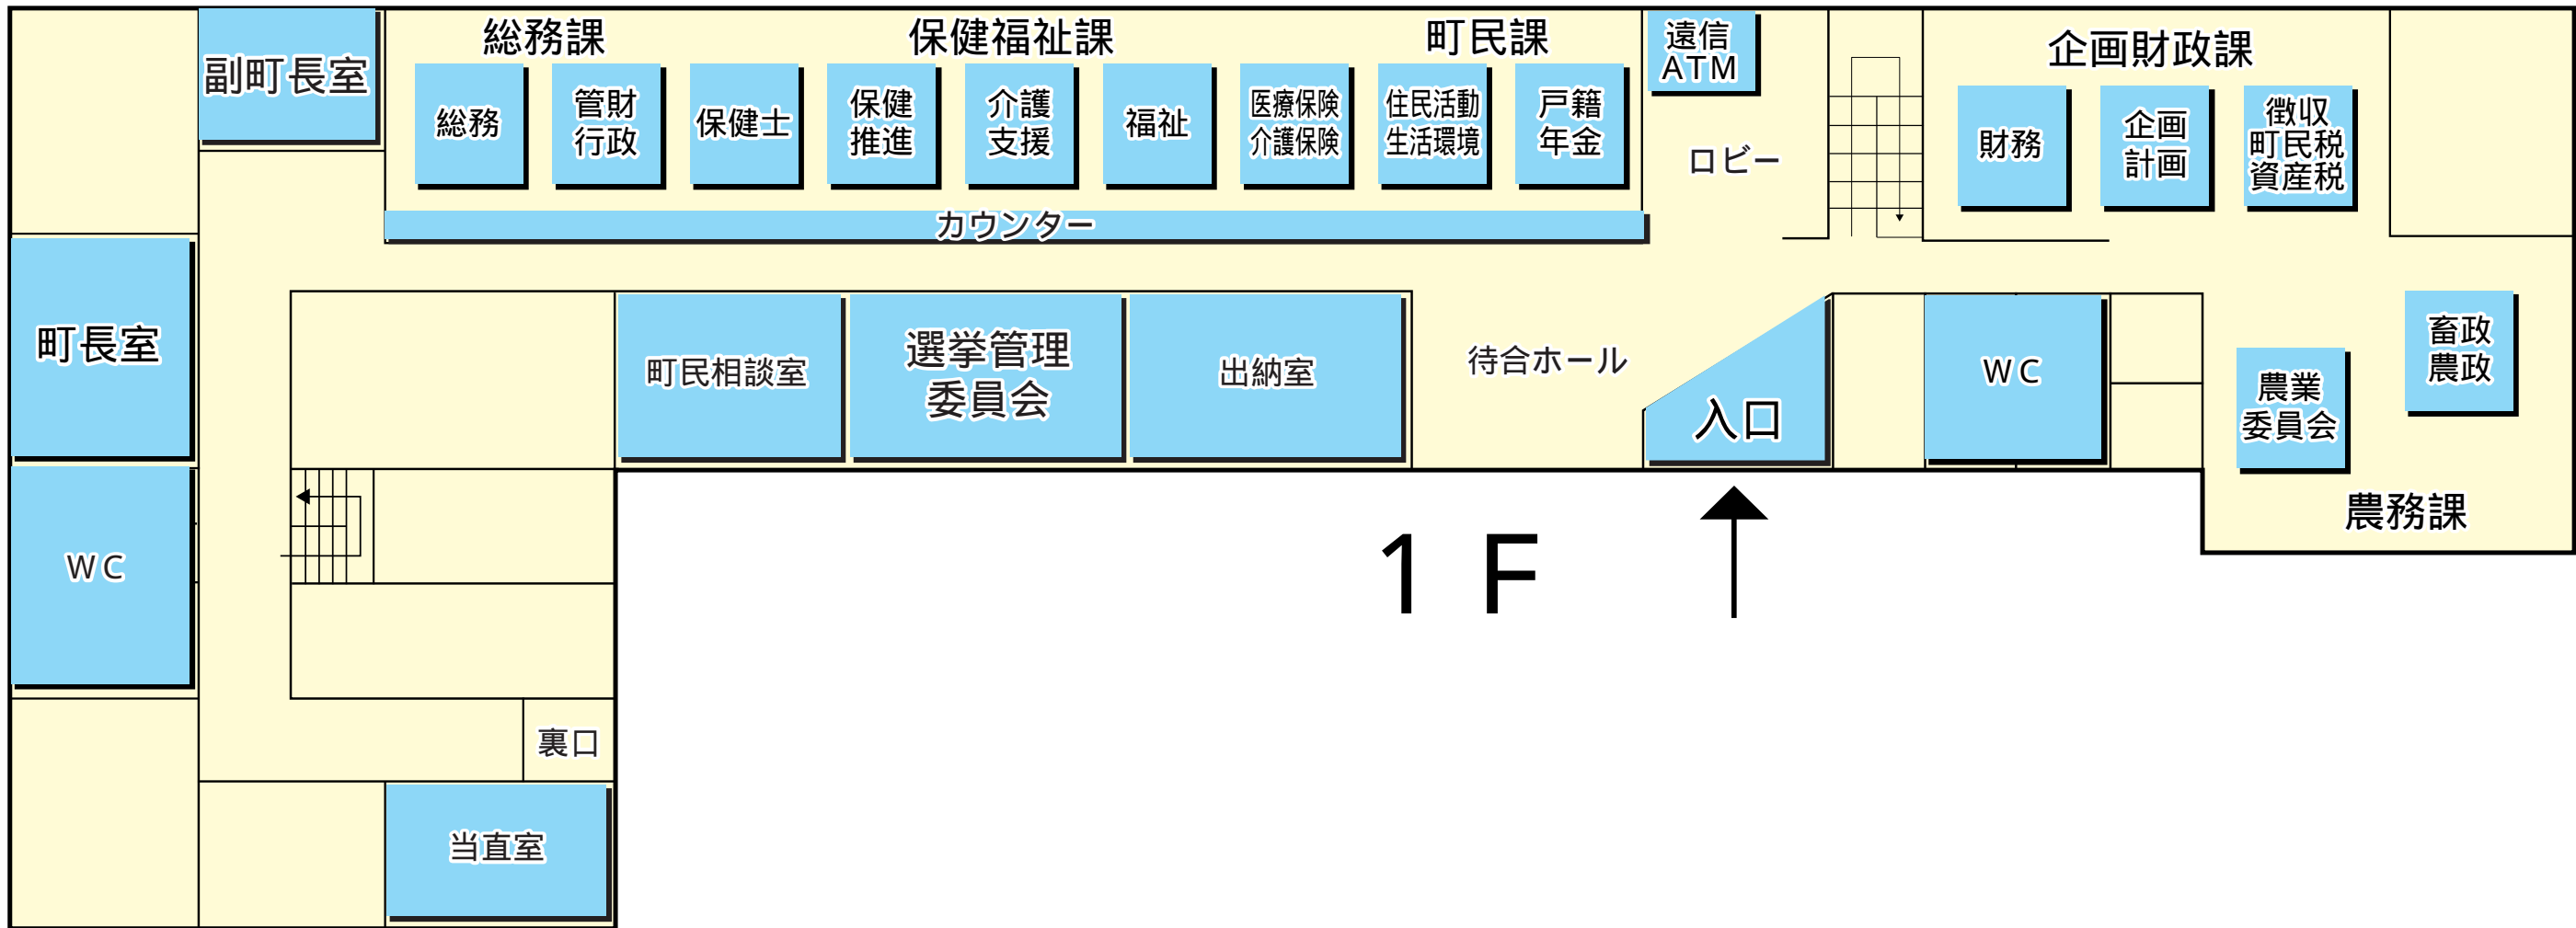 副町長室
総務課
保健福祉課
町民課
遠信
ATM
企画財政課
総務
管財
行政
保健士
保健
推進
介護
支援
福祉
医療保険
介護保険
住民活動
生活環境
戸籍
年金
ロビー
財務
企画
計画
徴収
町民税
資産税
カウンター
町長室
町民相談室
選挙管理
委員会
出納室
待合ホール
入口
WC
農業
委員会
畜政
農政
農務課
WC
1F
裏口
当直室